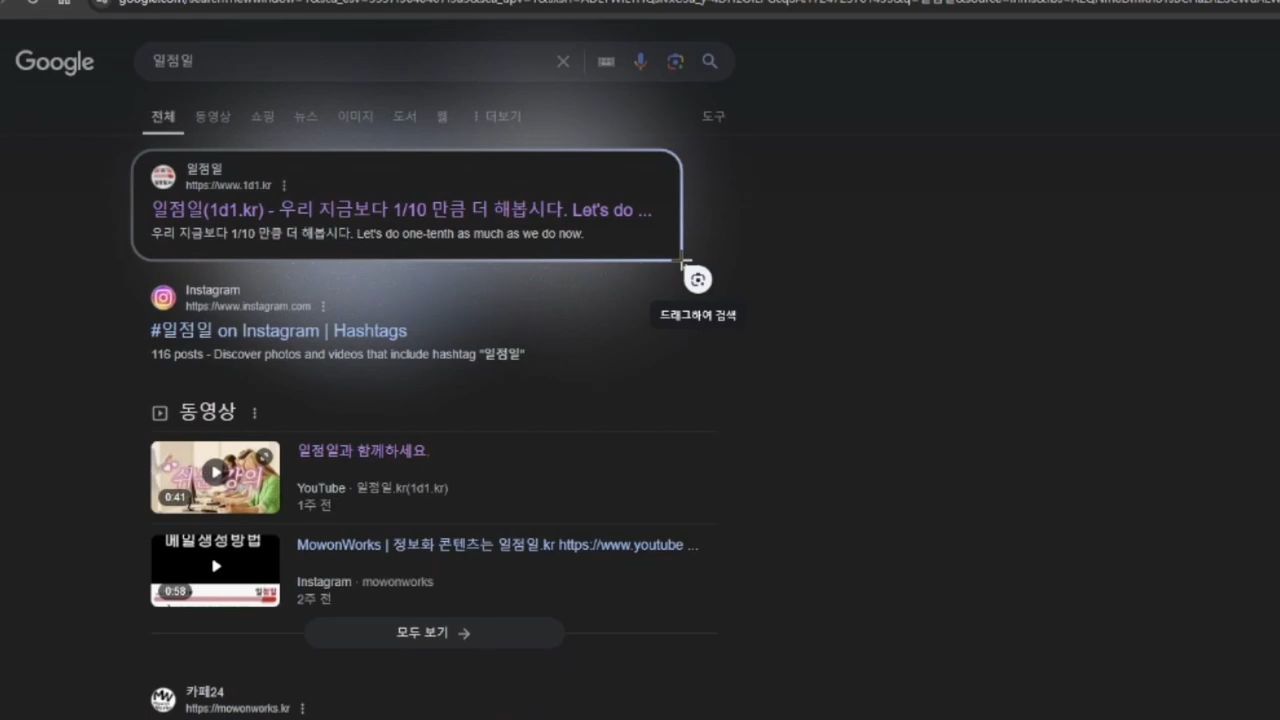 Google
일점일
전체 동영상 쇼핑 뉴스 이미지 도서 웹 더보기 도구
일점일
https://www.1d1.kr
일점일(1d1.kr) - 우리 지금보다 1/10 만큼 더 해봅시다. Let's do ...
우리 지금보다 1/10 만큼 더 해봅시다. Let's do one-tenth as much as we do now.
드래그하여 검색
Instagram
https://www.instagram.com
#일점일 on Instagram | Hashtags
116 posts - Discover photos and videos that include hashtag "일점일"
동영상
쉬운 강의
0:41
일점일과 함께하세요.
YouTube · 일점일.kr(1d1.kr)
1주 전
메일생성방법
0:58
일점일
MowonWorks | 정보화 콘텐츠는 일점일.kr https://www.youtube ...
Instagram · mowonworks
2주 전
모두 보기
카페24
https://mowonworks.kr